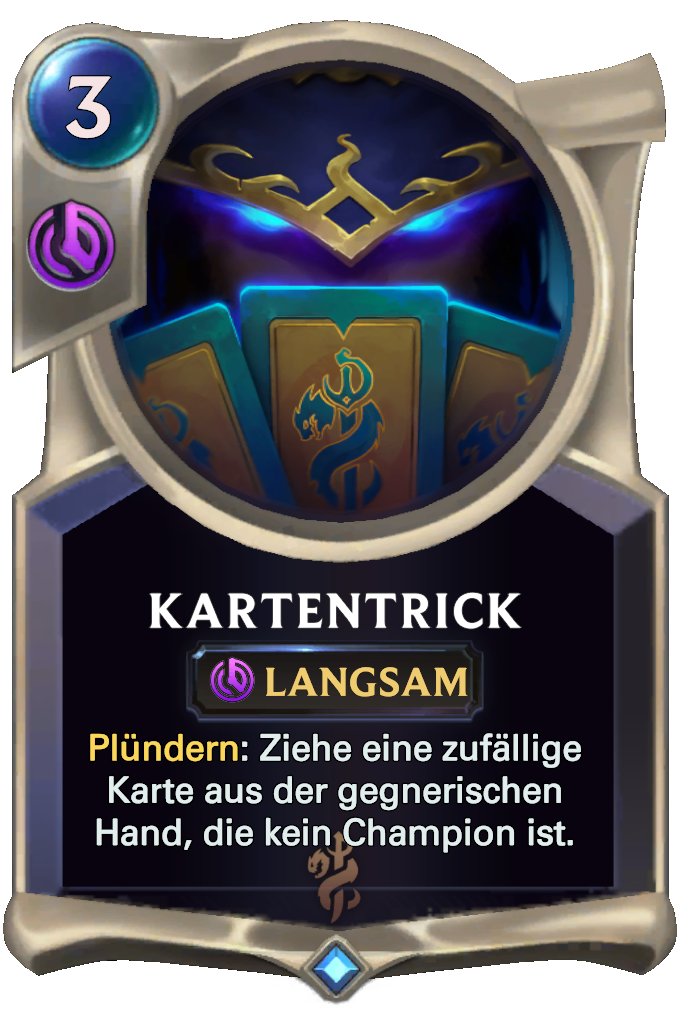 3
KARTENTRICK
LANGSAM
Plündern: Ziehe eine zufällige
Karte aus der gegnerischen
Hand, die kein Champion ist.